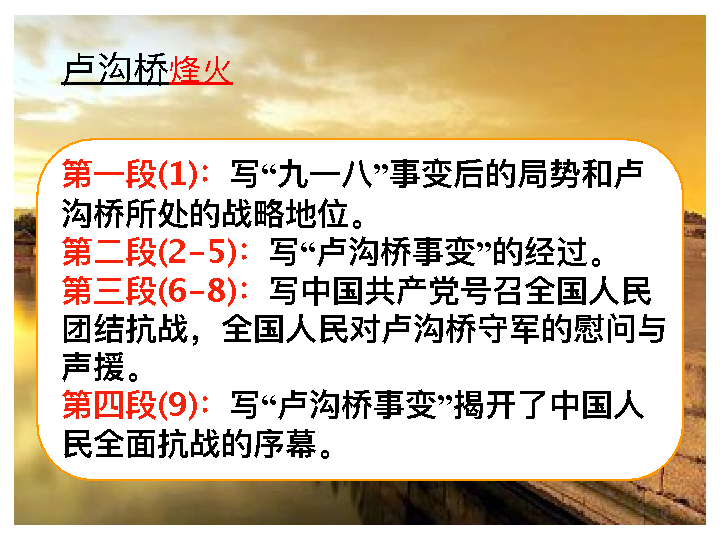 卢沟桥烽火
第一段(1)：写“九一八”事变后的局势和卢
沟桥所处的战略地位。
第二段(2-5)：写“卢沟桥事变”的经过。
第三段(6-8)：写中国共产党号召全国人民
团结抗战，全国人民对卢沟桥守军的慰问与
声援。
第四段(9)：写“卢沟桥事变”揭开了中国人
民全面抗战的序幕。